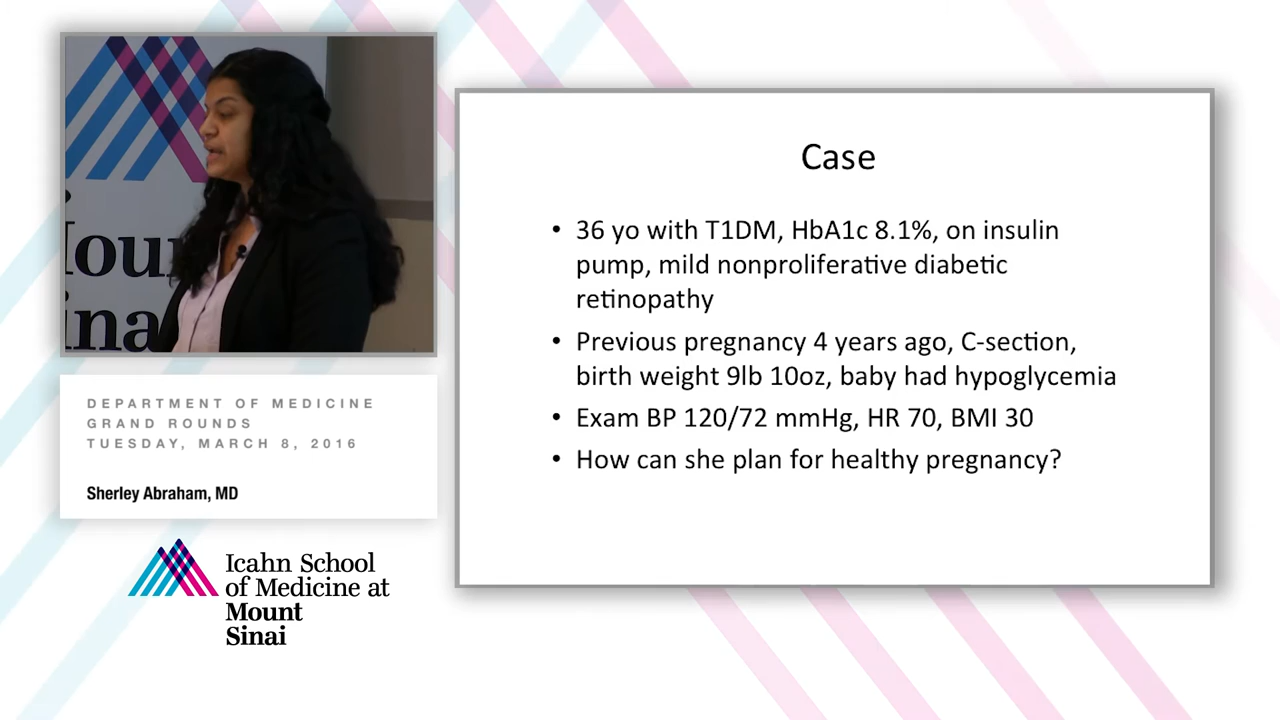 Mount
Sinai
DEPARTMENT OF MEDICINE
GRAND ROUNDS
TUESDAY, MARCH 8, 2016
Sherley Abraham, MD
Icahn School
of Medicine at
Mount
Sinai
Case
• 36 yo with T1DM, HbA1c 8.1%, on insulin
pump, mild nonproliferative diabetic
retinopathy
• Previous pregnancy 4 years ago, C-section,
birth weight 9lb 10oz, baby had hypoglycemia
• Exam BP 120/72 mmHg, HR 70, BMI 30
• How can she plan for healthy pregnancy?